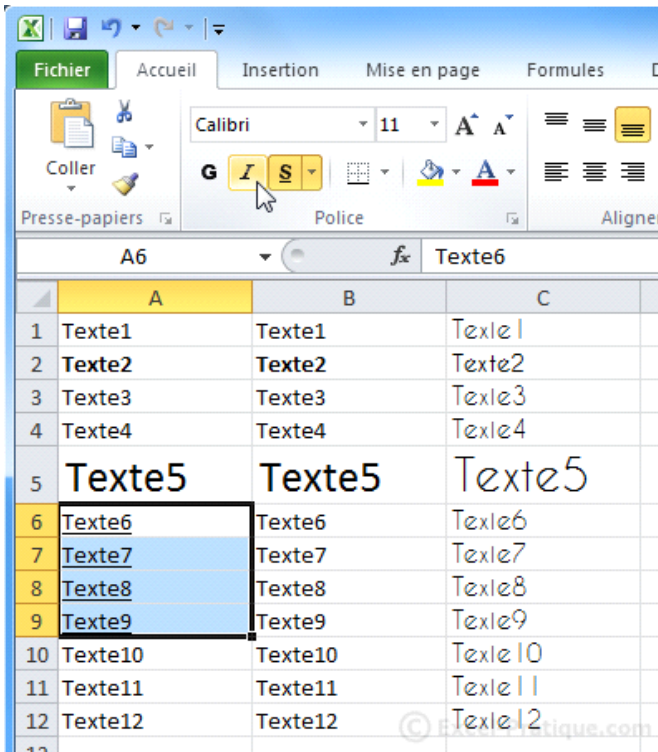 Fichier Accueil Insertion Mise en page Formules
Calibri 11 A A
Coller G I S A
Presse-papiers Police
A6 fx Texte6
A B C
1 Texte1 Texte1 Texte1
2 Texte2 Texte2 Texte2
3 Texte3 Texte3 Texte3
4 Texte4 Texte4 Texte4
5 Texte5 Texte5 Texte5
6 Texte6 Texte6 Texte6
7 Texte7 Texte7 Texte7
8 Texte8 Texte8 Texte8
9 Texte9 Texte9 Texte9
10 Texte10 Texte10 Texte10
11 Texte11 Texte11 Texte11
12 Texte12 Texte12 Texte12
© Excel-Pratique.com